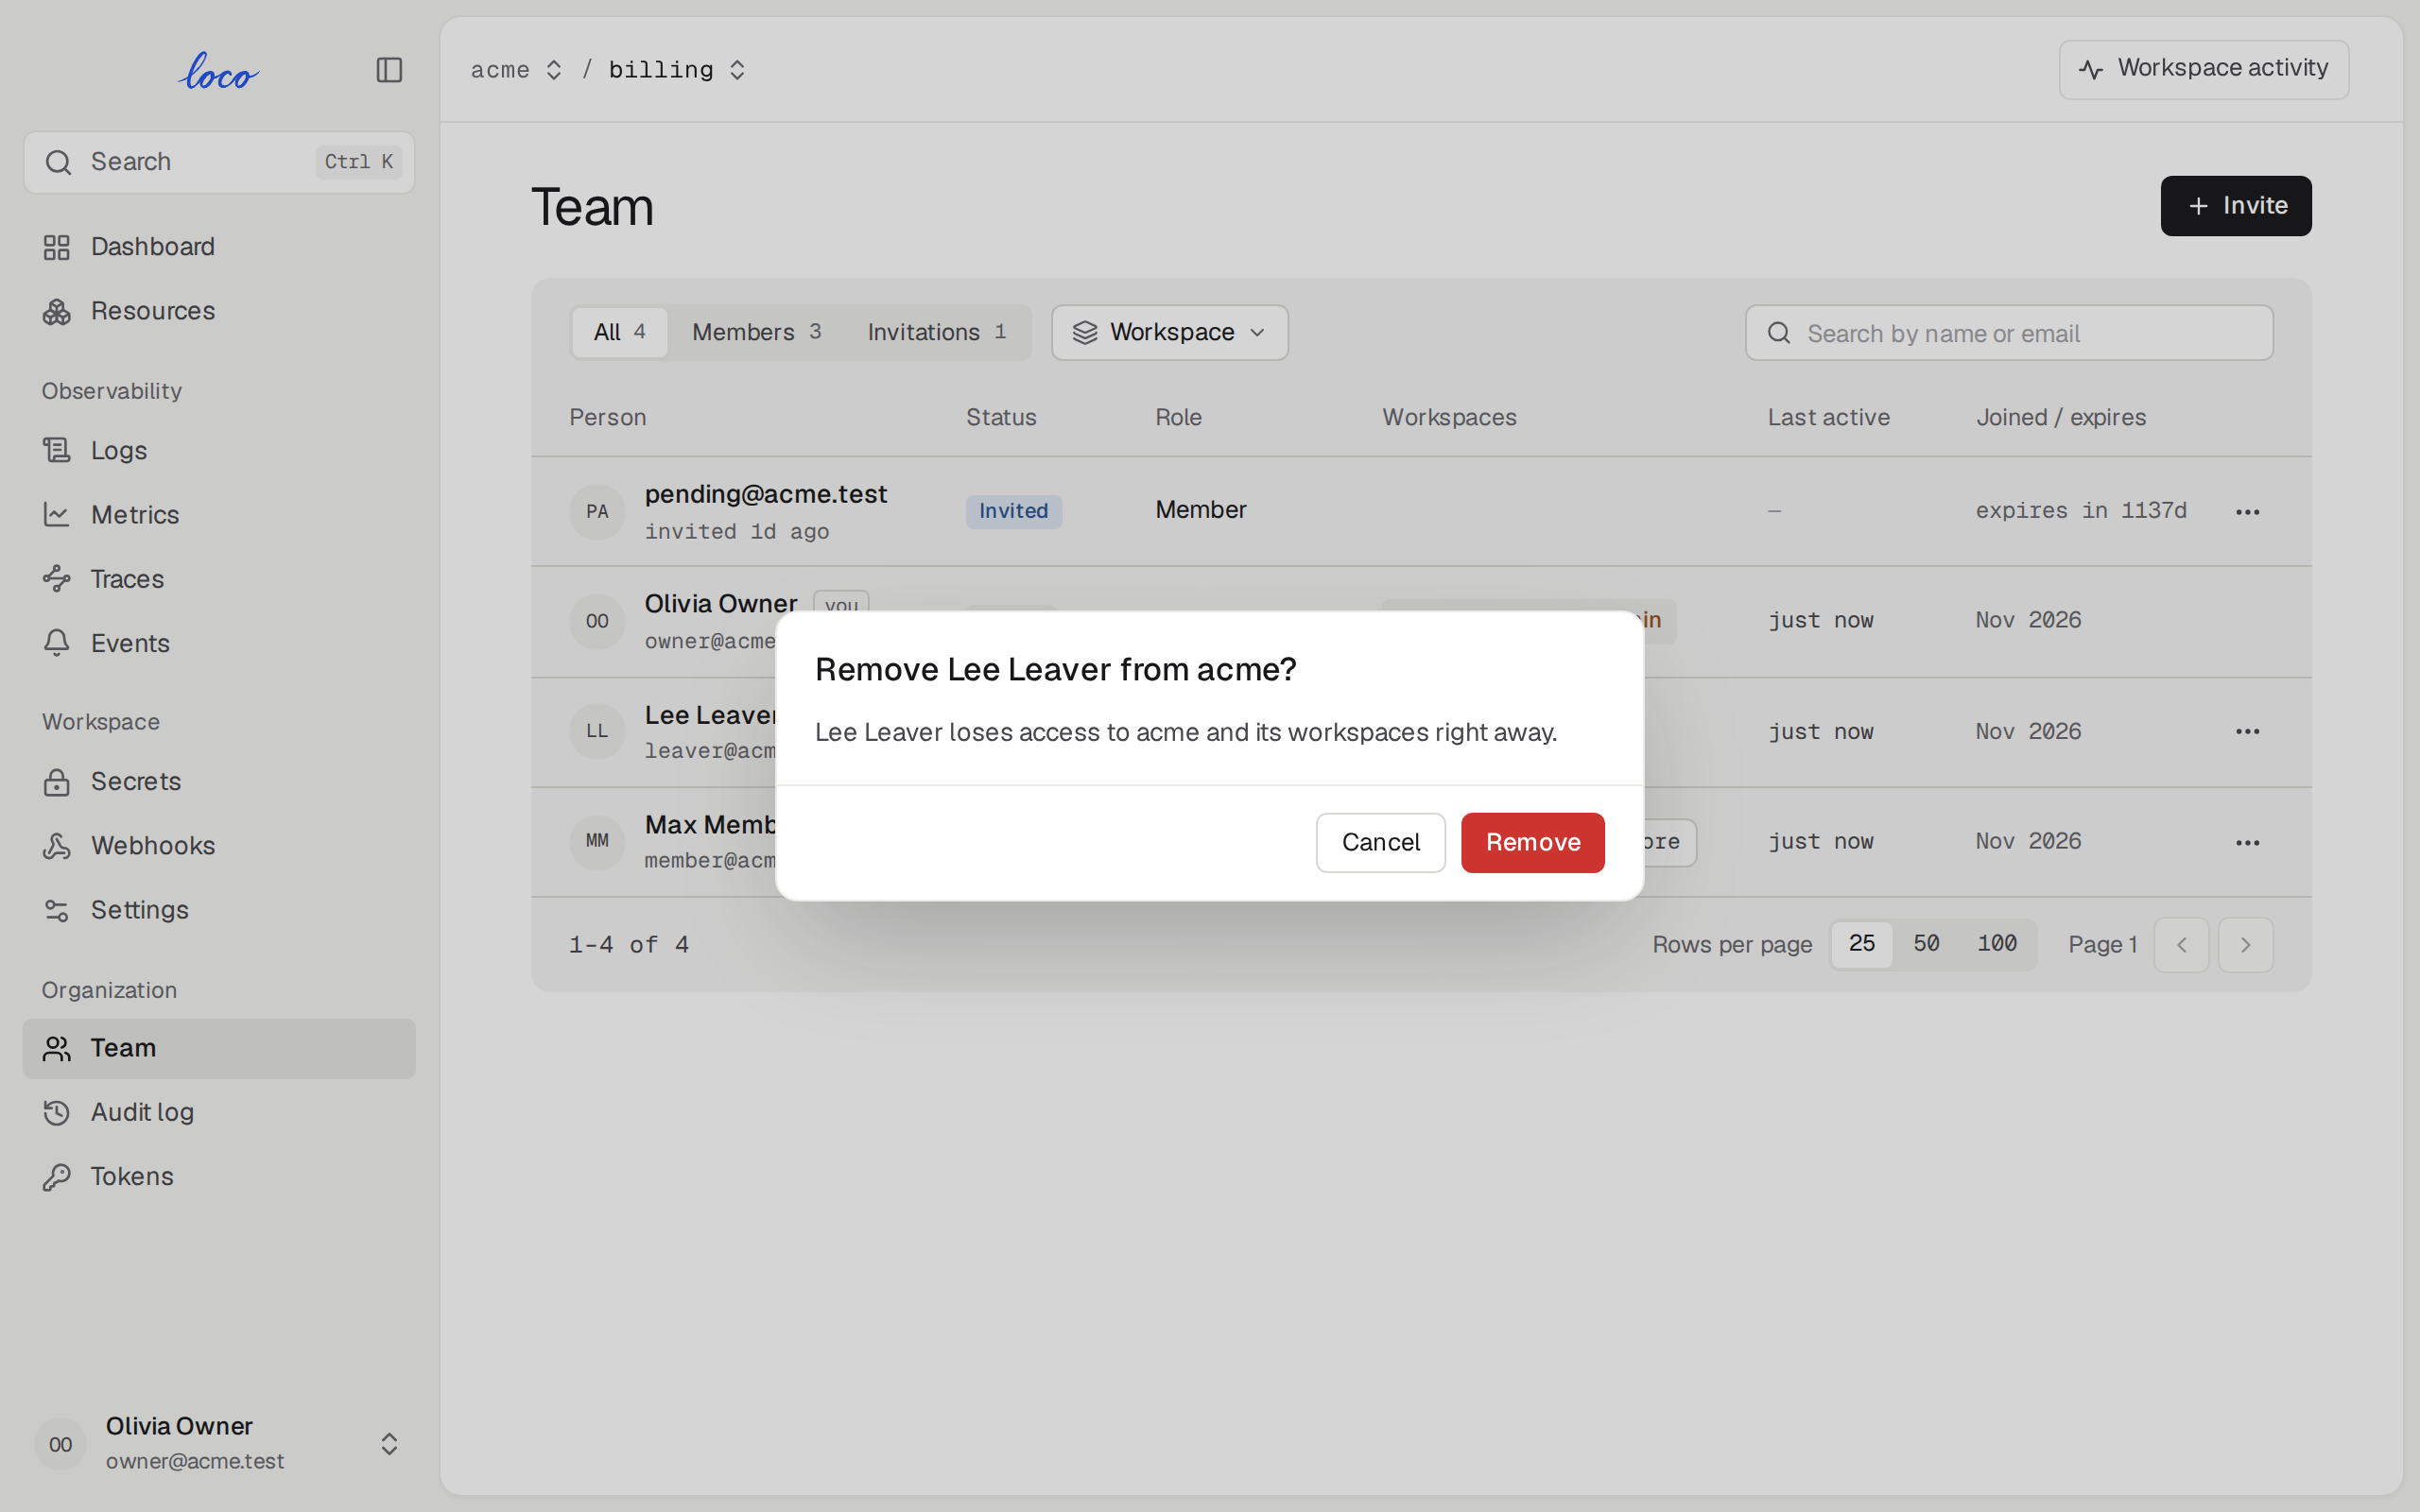 loco
Search Ctrl K
Dashboard
Resources
Observability
Logs
Metrics
Traces
Events
Workspace
Secrets
Webhooks
Settings
Organization
Team
Audit log
Tokens
OO Olivia Owner
owner@acme.test
acme / billing
Workspace activity
Team
Invite
All 4 Members 3 Invitations 1 Workspace
Search by name or email
Person Status Role Workspaces Last active Joined / expires
PA pending@acme.test Invited Member – expires in 1137d
invited 1d ago
OO Olivia Owner you just now Nov 2026
owner@acme
LL Lee Leaver just now Nov 2026
leaver@acm
MM Max Memb just now Nov 2026
member@acm
Remove Lee Leaver from acme?
Lee Leaver loses access to acme and its workspaces right away.
Cancel Remove
1–4 of 4
Rows per page 25 50 100 Page 1